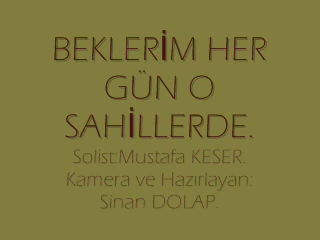 BEKLERİM HER
GÜN O
SAHİLLERDE.
Solist:Mustafa KESER.
Kamera ve Hazırlayan:
Sinan DOLAP.